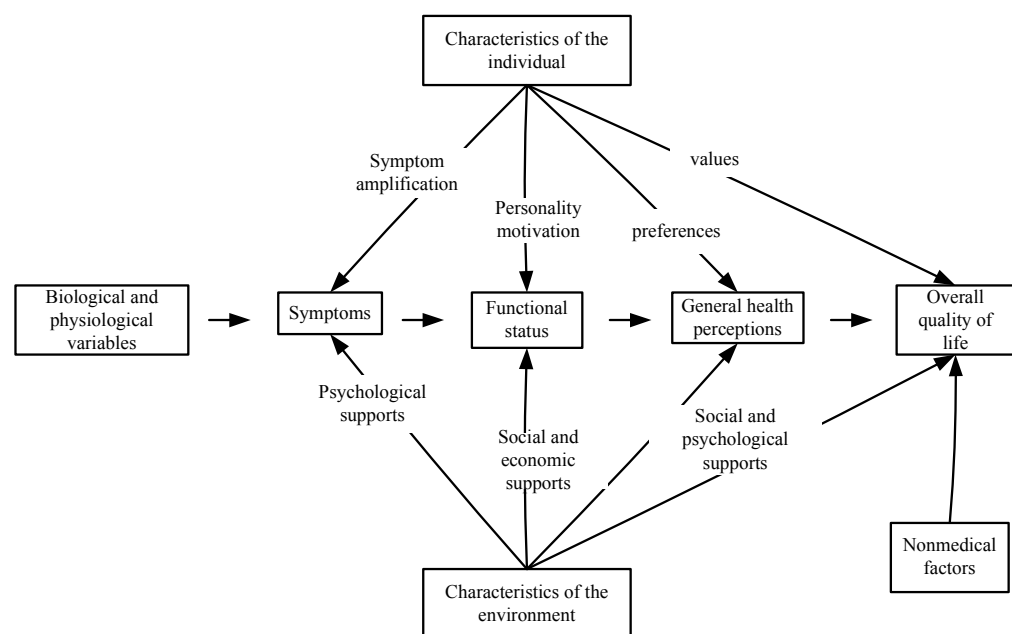 Characteristics of the
individual
Symptom
amplification
values
Personality
motivation
preferences
Biological and
physiological
variables
Symptoms
Functional
status
General health
perceptions
Overall
quality of
life
Psychological
supports
Social and
economic
supports
Social and
psychological
supports
Nonmedical
factors
Characteristics of the
environment